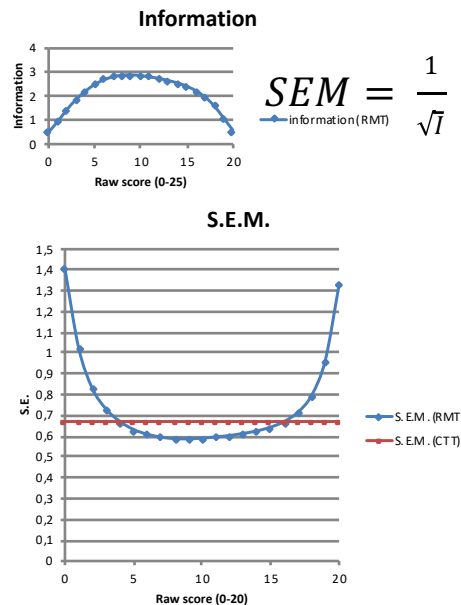 Information
4
3
2
1
0
Information
0 5 10 15 20
Raw score (0-25)
information (RMT)
SEM = 1 / √I
S.E.M.
1,5
1,4
1,3
1,2
1,1
1
0,9
0,8
0,7
0,6
0,5
0,4
0,3
0,2
0,1
0
S.E.
0 5 10 15 20
Raw score (0-20)
S.E.M. (RMT
S.E.M. (CTT)